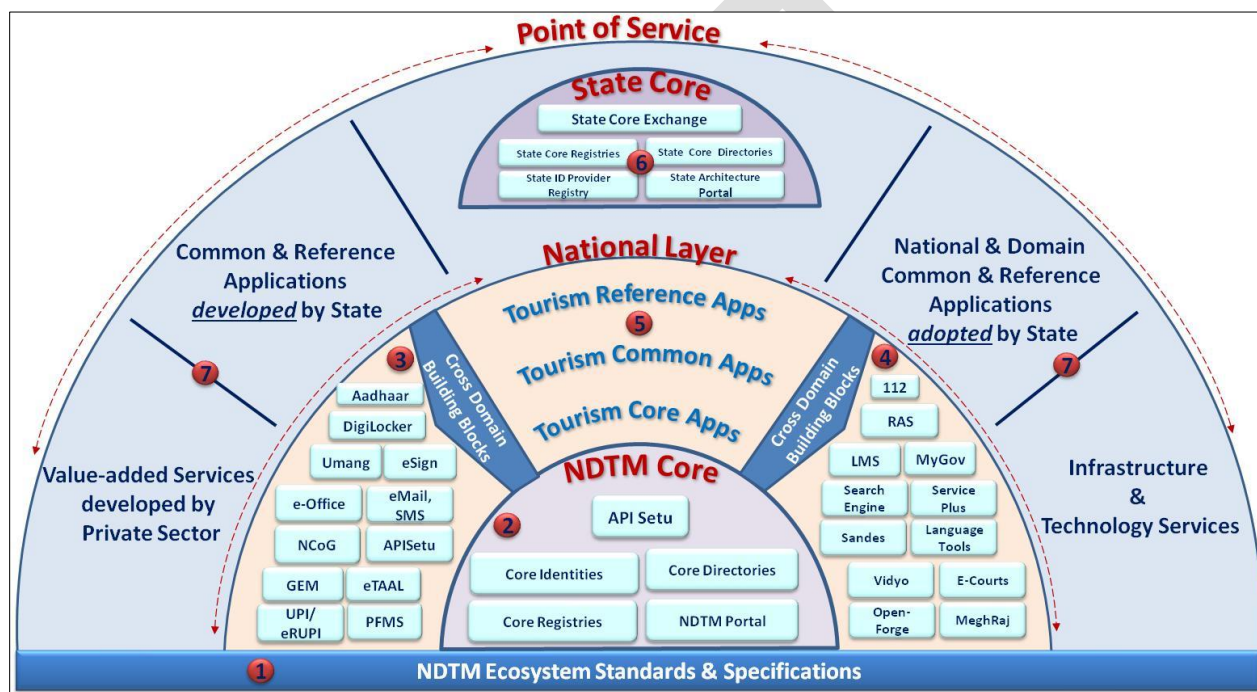 Point of Service
State Core
State Core Exchange
State Core Registries
State Core Directories
6
State ID Provider
Registry
State Architecture
Portal
Common & Reference
Applications
developed by State
National & Domain
Common & Reference
Applications
adopted by State
7
7
Value-added Services
developed by
Private Sector
Infrastructure
&
Technology Services
National Layer
Tourism Reference Apps
5
Tourism Common Apps
Tourism Core Apps
Cross Domain
Building Blocks
Cross Domain
Building Blocks
3
Aadhaar
DigiLocker
Umang
eSign
e-Office
eMail,
SMS
NCoG
APISetu
GEM
eTAAL
UPI/
eRUPI
PFMS
4
112
RAS
LMS
MyGov
Search
Engine
Service
Plus
Sandes
Language
Tools
Vidyo
E-Courts
Open-
Forge
MeghRaj
NDTM Core
2
API Setu
Core Identities
Core Directories
Core Registries
NDTM Portal
1
NDTM Ecosystem Standards & Specifications